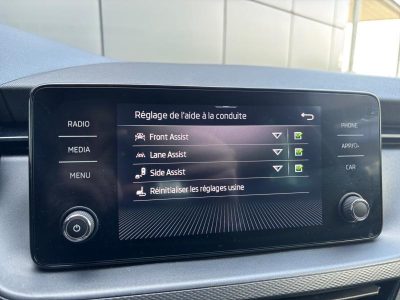 Réglage de l'aide à la conduite
RADIO
MEDIA
MENU
Front Assist
Lane Assist
Side Assist
Réinitialiser les réglages usine
PHONE
APP/
CAR